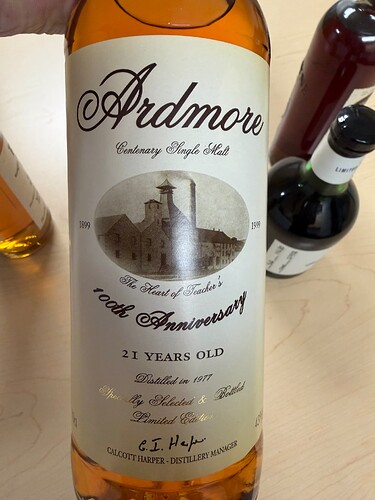 Ardmore
Centenary Single Malt
1899 1999
The Heart of Teacher's
100th Anniversary
21 YEARS OLD
Distilled in 1977
Specially Selected & Bottled
Limited Edition
C.I. Harper
CALCOTT HARPER - DISTILLERY MANAGER